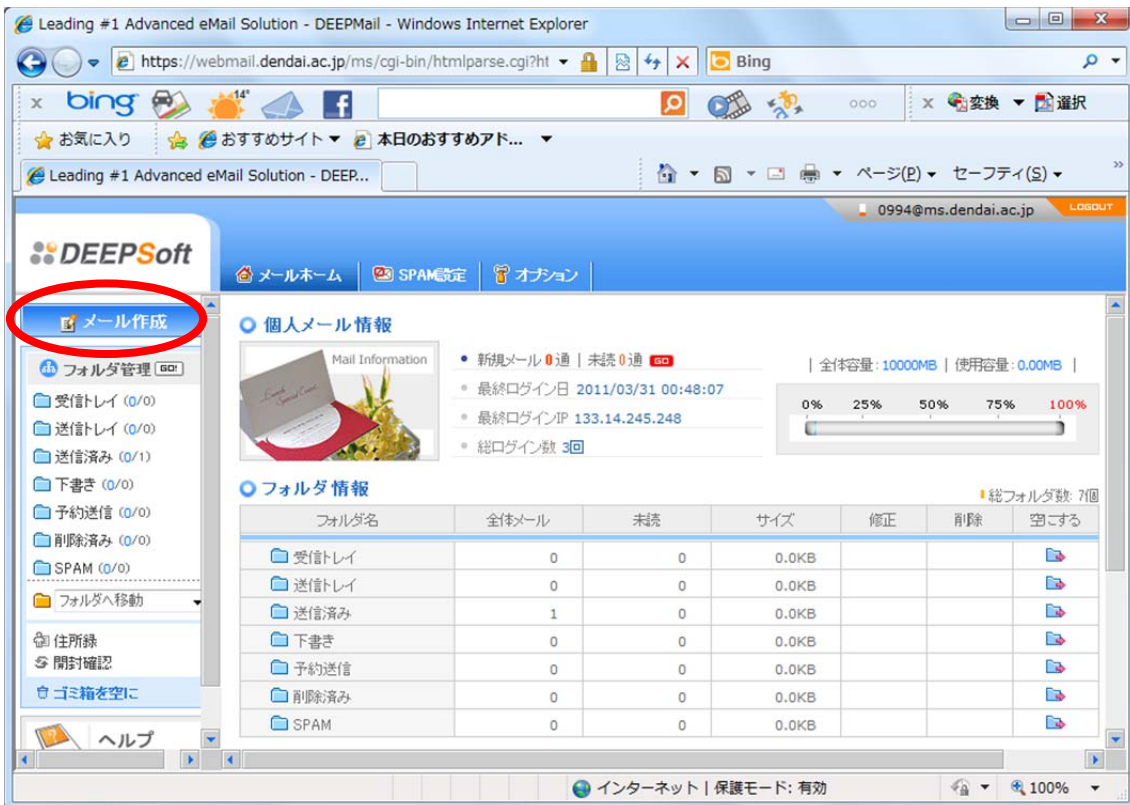 Leading #1 Advanced eMail Solution - DEEPMail - Windows Internet Explorer
https://webmail.dendai.ac.jp/ms/cgi-bin/htmlparse.cgi?ht
Bing
bing 14° f 変換 選択
お気に入り おすすめサイト 本日のおすすめアド...
Leading #1 Advanced eMail Solution - DEEP...
ページ(P) セーフティ(S) »
0994@ms.dendai.ac.jp LOGOUT
DEEPSoft
メールホーム SPAM設定 オプション
メール作成
フォルダ管理 GO!
受信トレイ (0/0)
送信トレイ (0/0)
送信済み (0/1)
下書き (0/0)
予約送信 (0/0)
削除済み (0/0)
SPAM (0/0)
フォルダへ移動
住所録
開封確認
ゴミ箱を空に
ヘルプ
個人メール情報
Mail Information
新規メール 0通 | 未読 0通 GO
最終ログイン日 2011/03/31 00:48:07
最終ログインIP 133.14.245.248
総ログイン数 3回
| 全体容量 : 10000MB | 使用容量 : 0.00MB |
0% 25% 50% 75% 100%
フォルダ情報
総フォルダ数: 7個
フォルダ名 全体メール 未読 サイズ 修正 削除 空にする
受信トレイ 0 0 0.0KB
送信トレイ 0 0 0.0KB
送信済み 1 0 0.0KB
下書き 0 0 0.0KB
予約送信 0 0 0.0KB
削除済み 0 0 0.0KB
SPAM 0 0 0.0KB
インターネット | 保護モード: 有効
100%